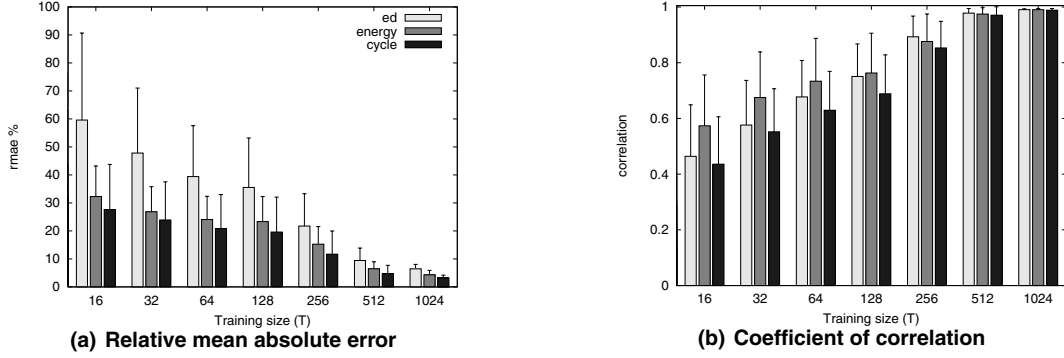 100
90
80
70
60
50
40
30
20
10
0
rmae %
ed
energy
cycle
16 32 64 128 256 512 1024
Training size (T)
(a) Relative mean absolute error
1
0.8
0.6
0.4
0.2
0
correlation
16 32 64 128 256 512 1024
Training size (T)
(b) Coefficient of correlation